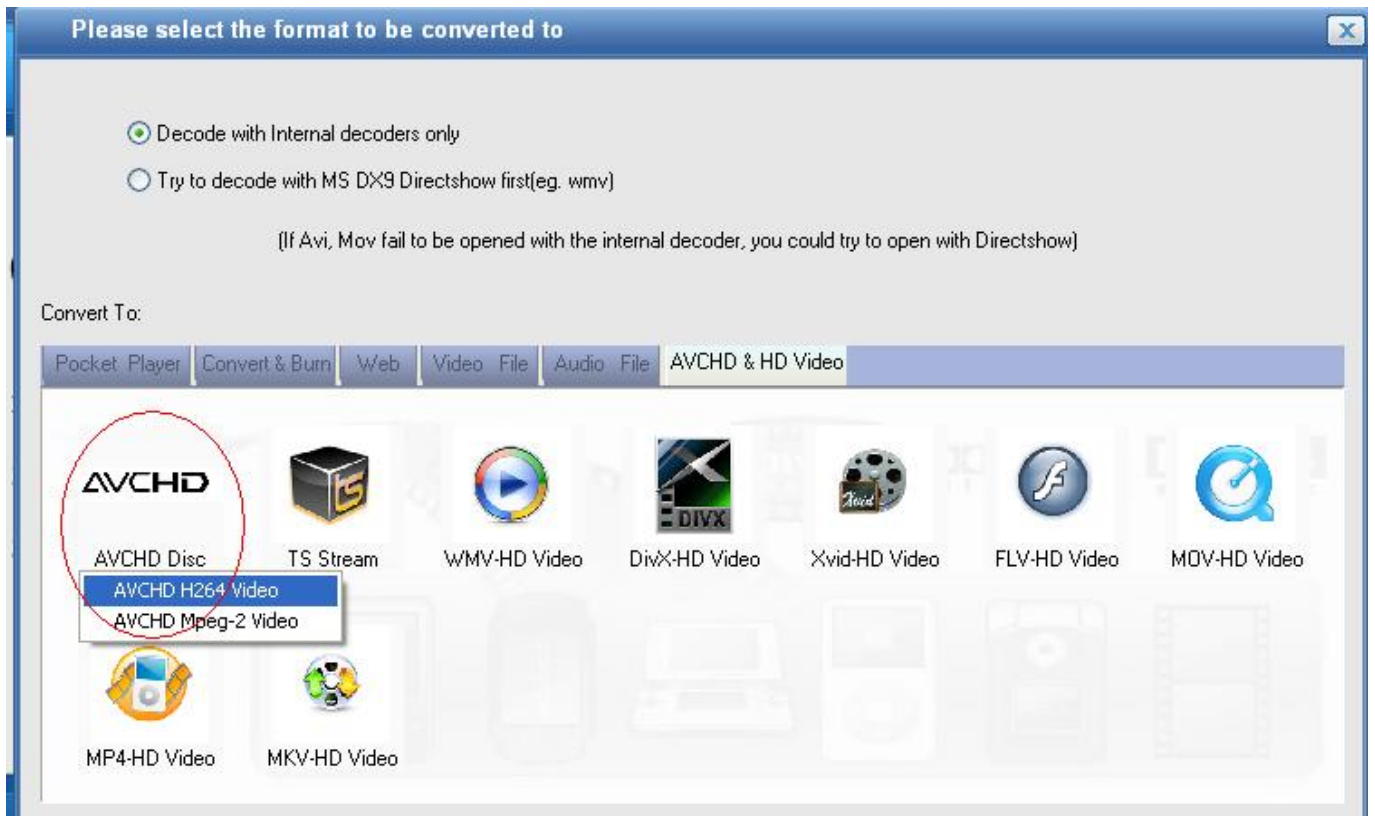 Please select the format to be converted to
Decode with Internal decoders only
Try to decode with MS DX9 Directshow first(eg. wmv)
(If Avi, Mov fail to be opened with the internal decoder, you could try to open with Directshow)
Convert To:
Pocket Player Convert & Burn Web Video File Audio File AVCHD & HD Video
AVCHD TS DIVX Xvid
AVCHD Disc TS Stream WMV-HD Video DivX-HD Video Xvid-HD Video FLV-HD Video MOV-HD Video
AVCHD H264 Video
AVCHD Mpeg-2 Video
MP4-HD Video MKV-HD Video